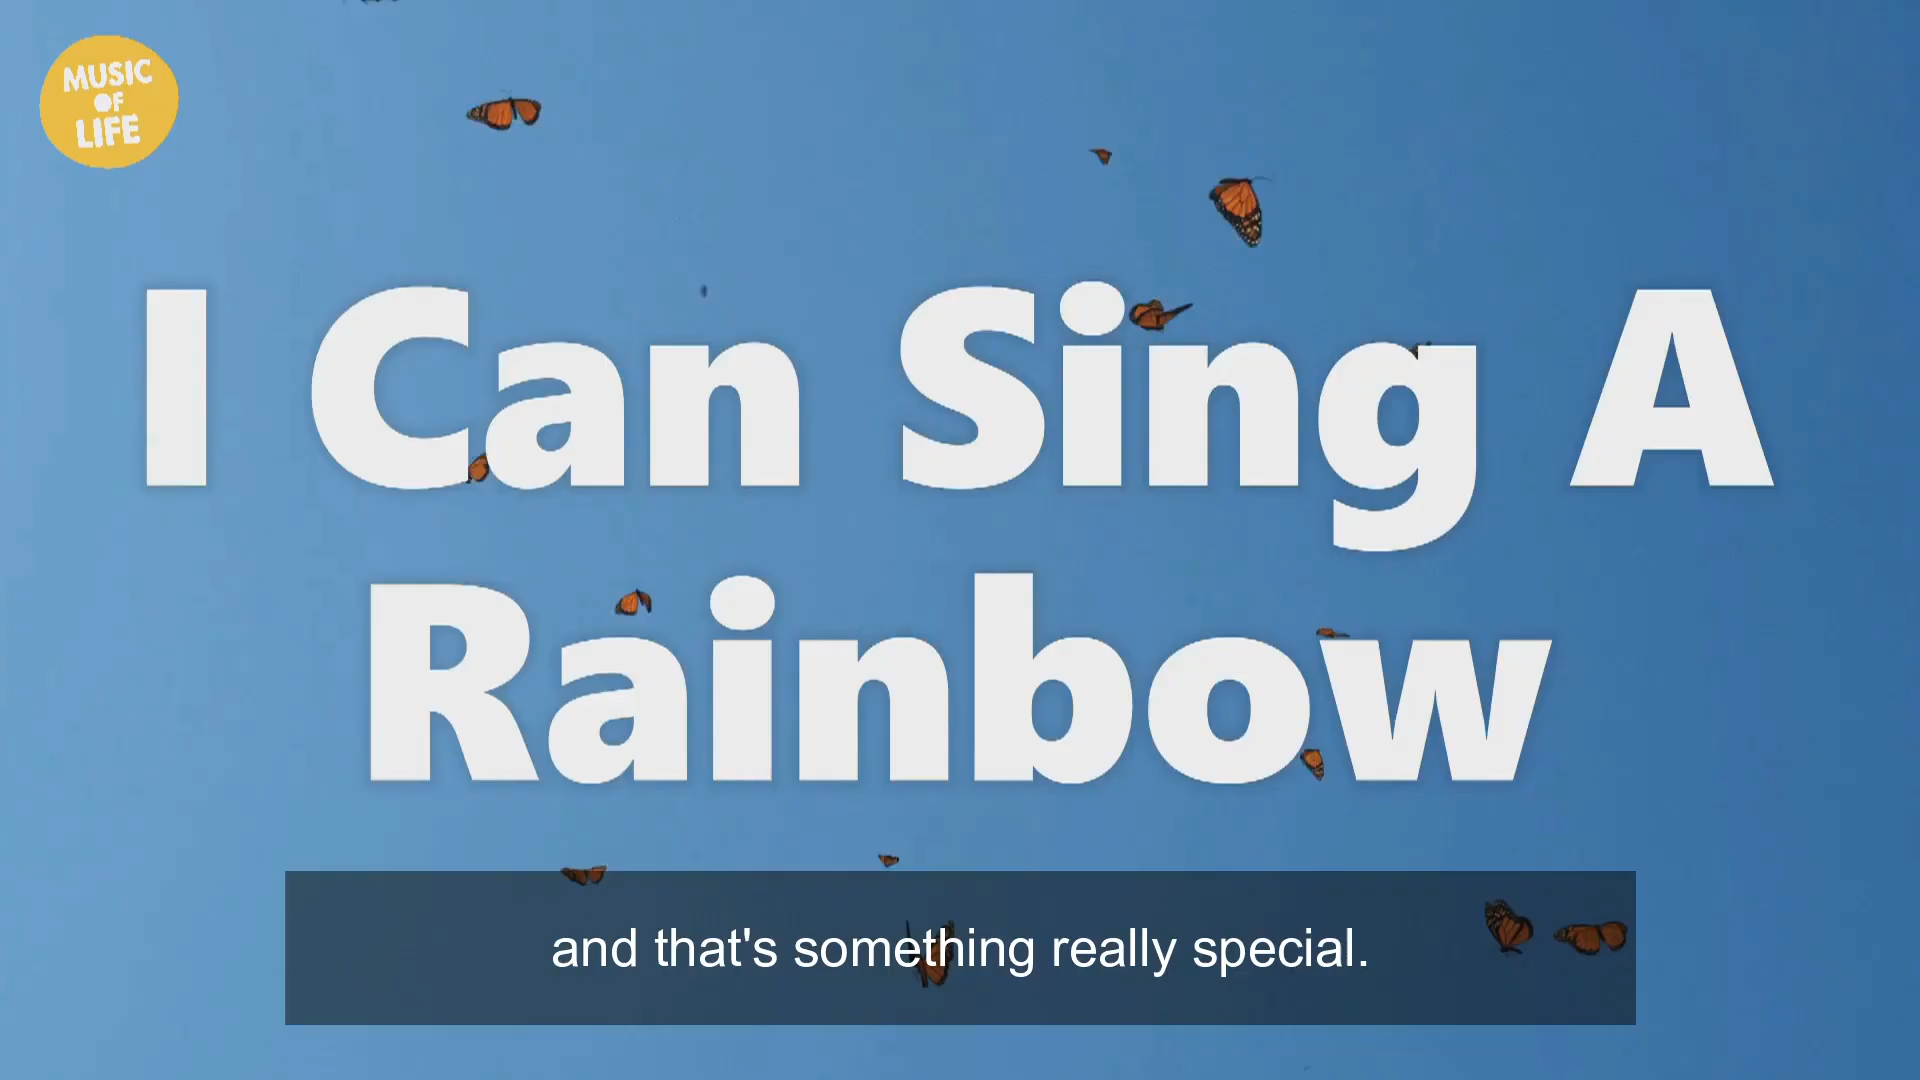 MUSIC
OF
LIFE
I Can Sing A
Rainbow
and that's something really special.